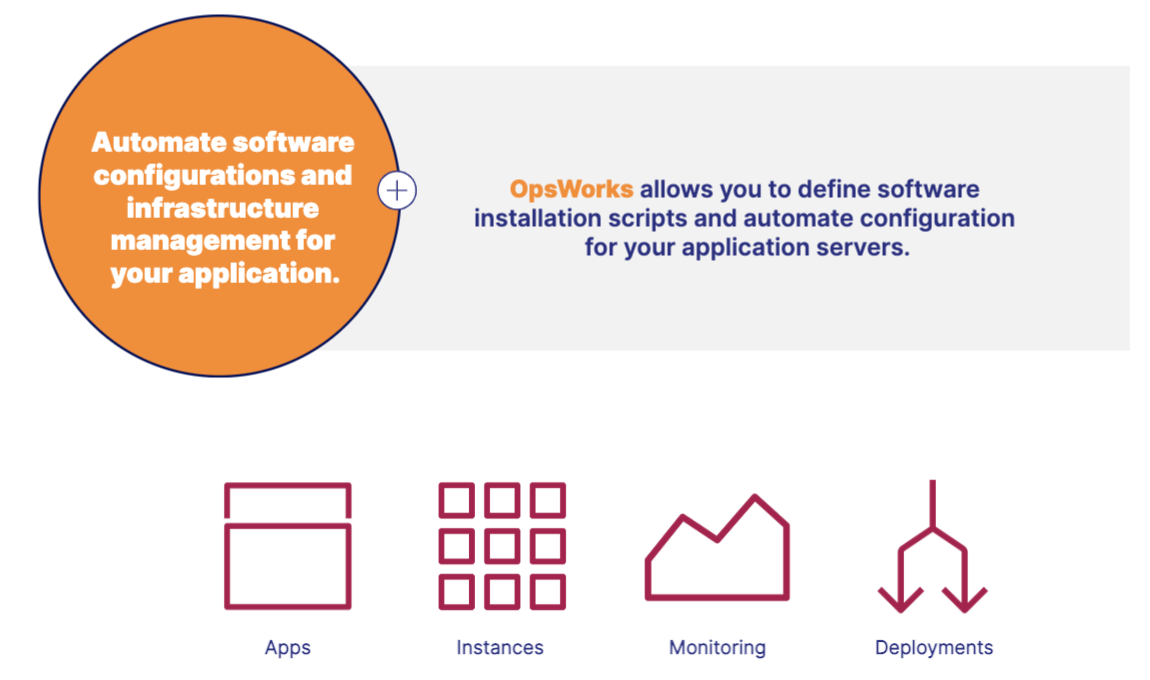 Automate software
configurations and
infrastructure
management for
your application.
OpsWorks allows you to define software
installation scripts and automate configuration
for your application servers.
Apps
Instances
Monitoring
Deployments